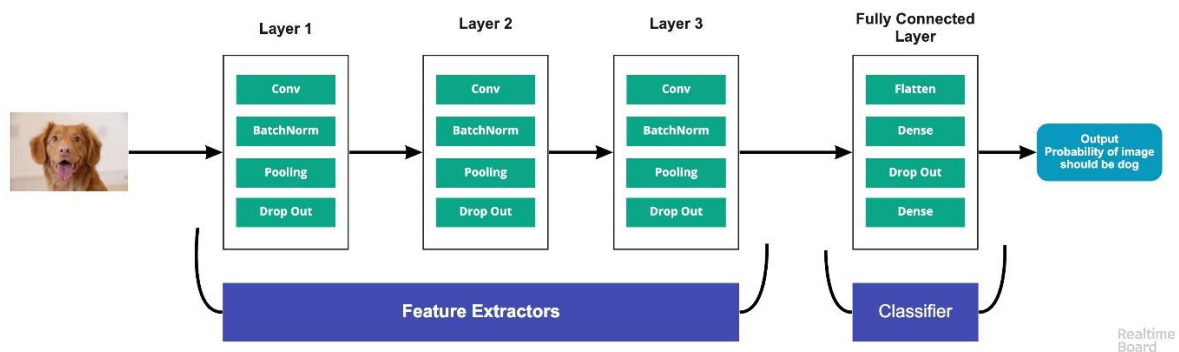 Layer 1
Layer 2
Layer 3
Fully Connected
Layer
Conv
BatchNorm
Pooling
Drop Out
Conv
BatchNorm
Pooling
Drop Out
Conv
BatchNorm
Pooling
Drop Out
Flatten
Dense
Drop Out
Dense
Output
Probability of image
should be dog
Feature Extractors
Classifier
Realtime
Board